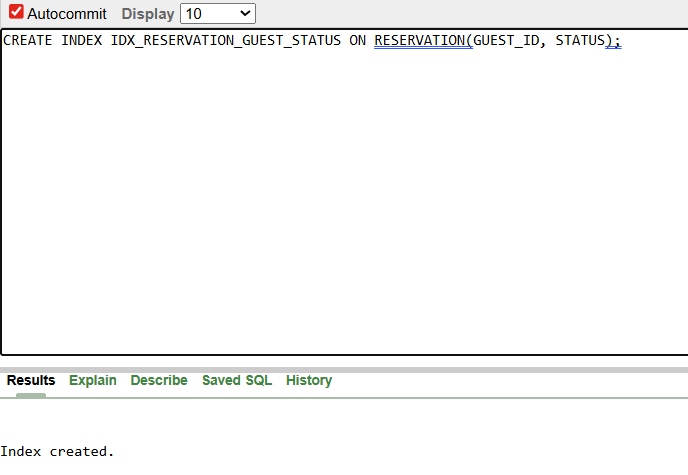 Autocommit Display 10
CREATE INDEX IDX_RESERVATION_GUEST_STATUS ON RESERVATION(GUEST_ID, STATUS);
Results Explain Describe Saved SQL History
Index created.